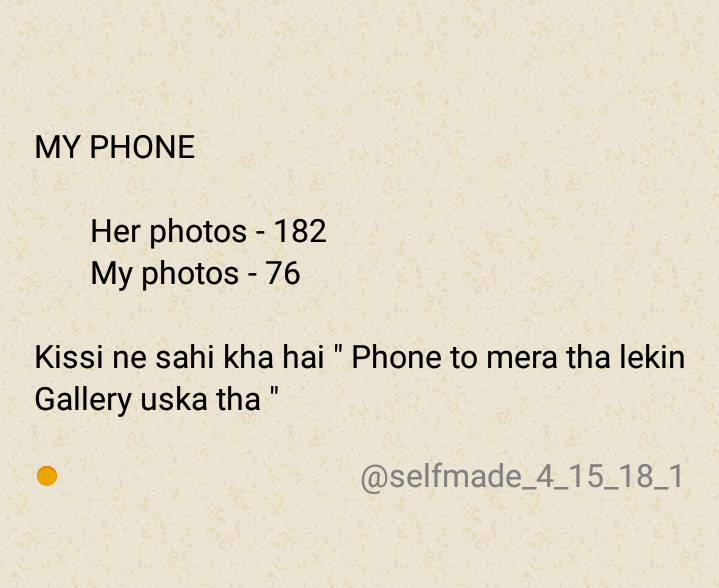 MY PHONE
Her photos - 182
My photos - 76
Kissi ne sahi kha hai " Phone to mera tha lekin
Gallery uska tha "
@selfmade_4_15_18_1